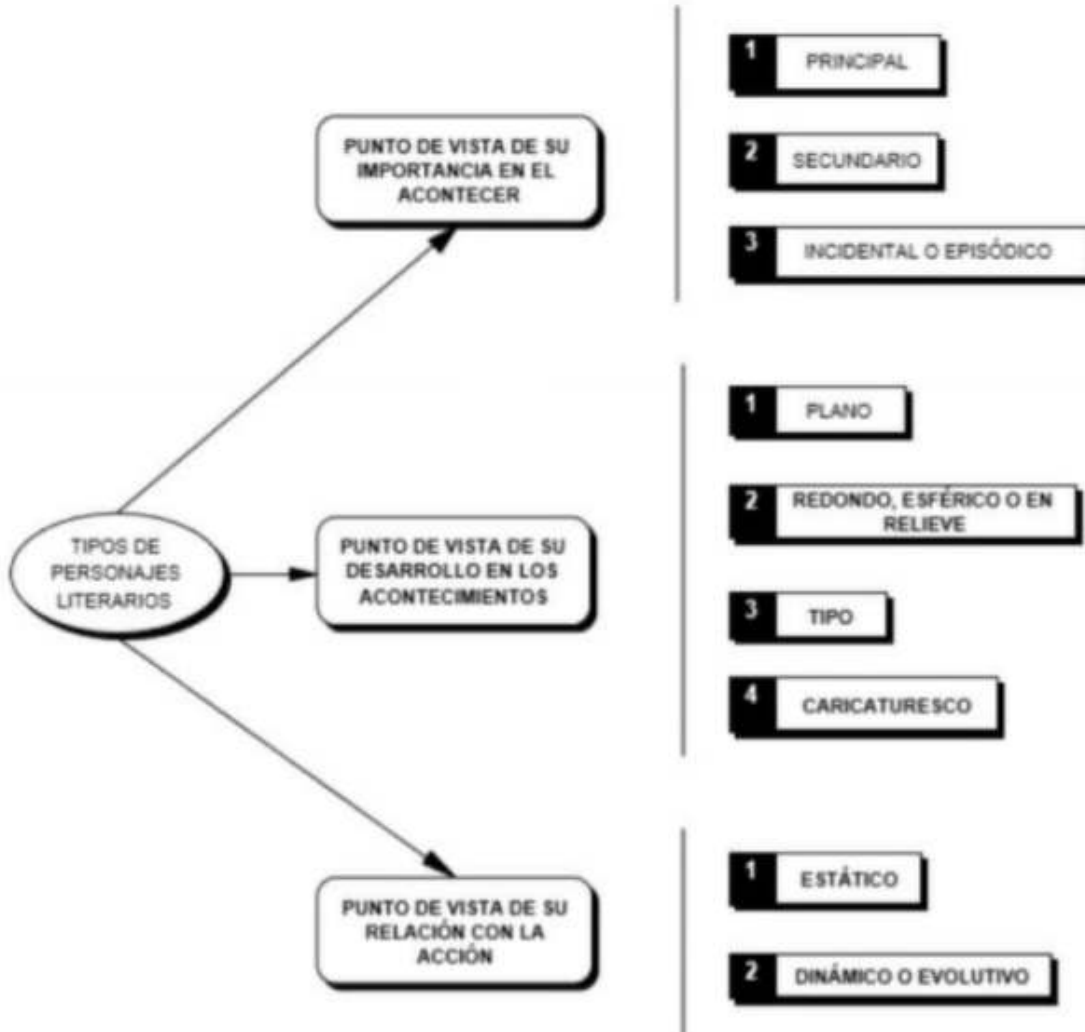 TIPOS DE
PERSONAJES
LITERARIOS
PUNTO DE VISTA DE SU
IMPORTANCIA EN EL
ACONTECER
1
PRINCIPAL
2
SECUNDARIO
3
INCIDENTAL O EPISÓDICO
PUNTO DE VISTA DE SU
DESARROLLO EN LOS
ACONTECIMIENTOS
1
PLANO
2
REDONDO, ESFÉRICO O EN
RELIEVE
3
TIPO
4
CARICATURESCO
PUNTO DE VISTA DE SU
RELACIÓN CON LA
ACCIÓN
1
ESTÁTICO
2
DINÁMICO O EVOLUTIVO